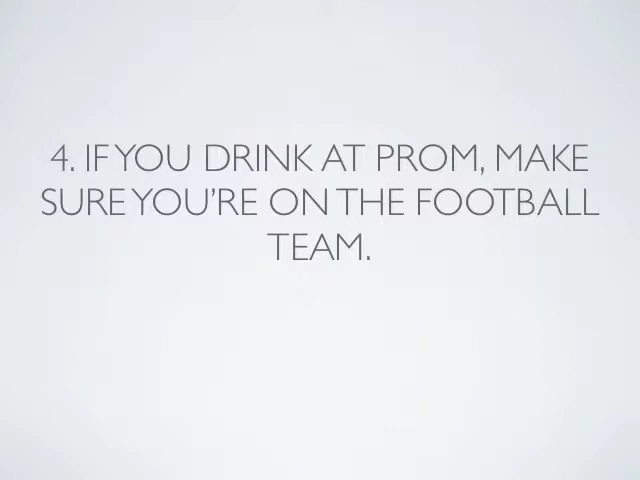 4. IF YOU DRINK AT PROM, MAKE
SURE YOU'RE ON THE FOOTBALL
TEAM.